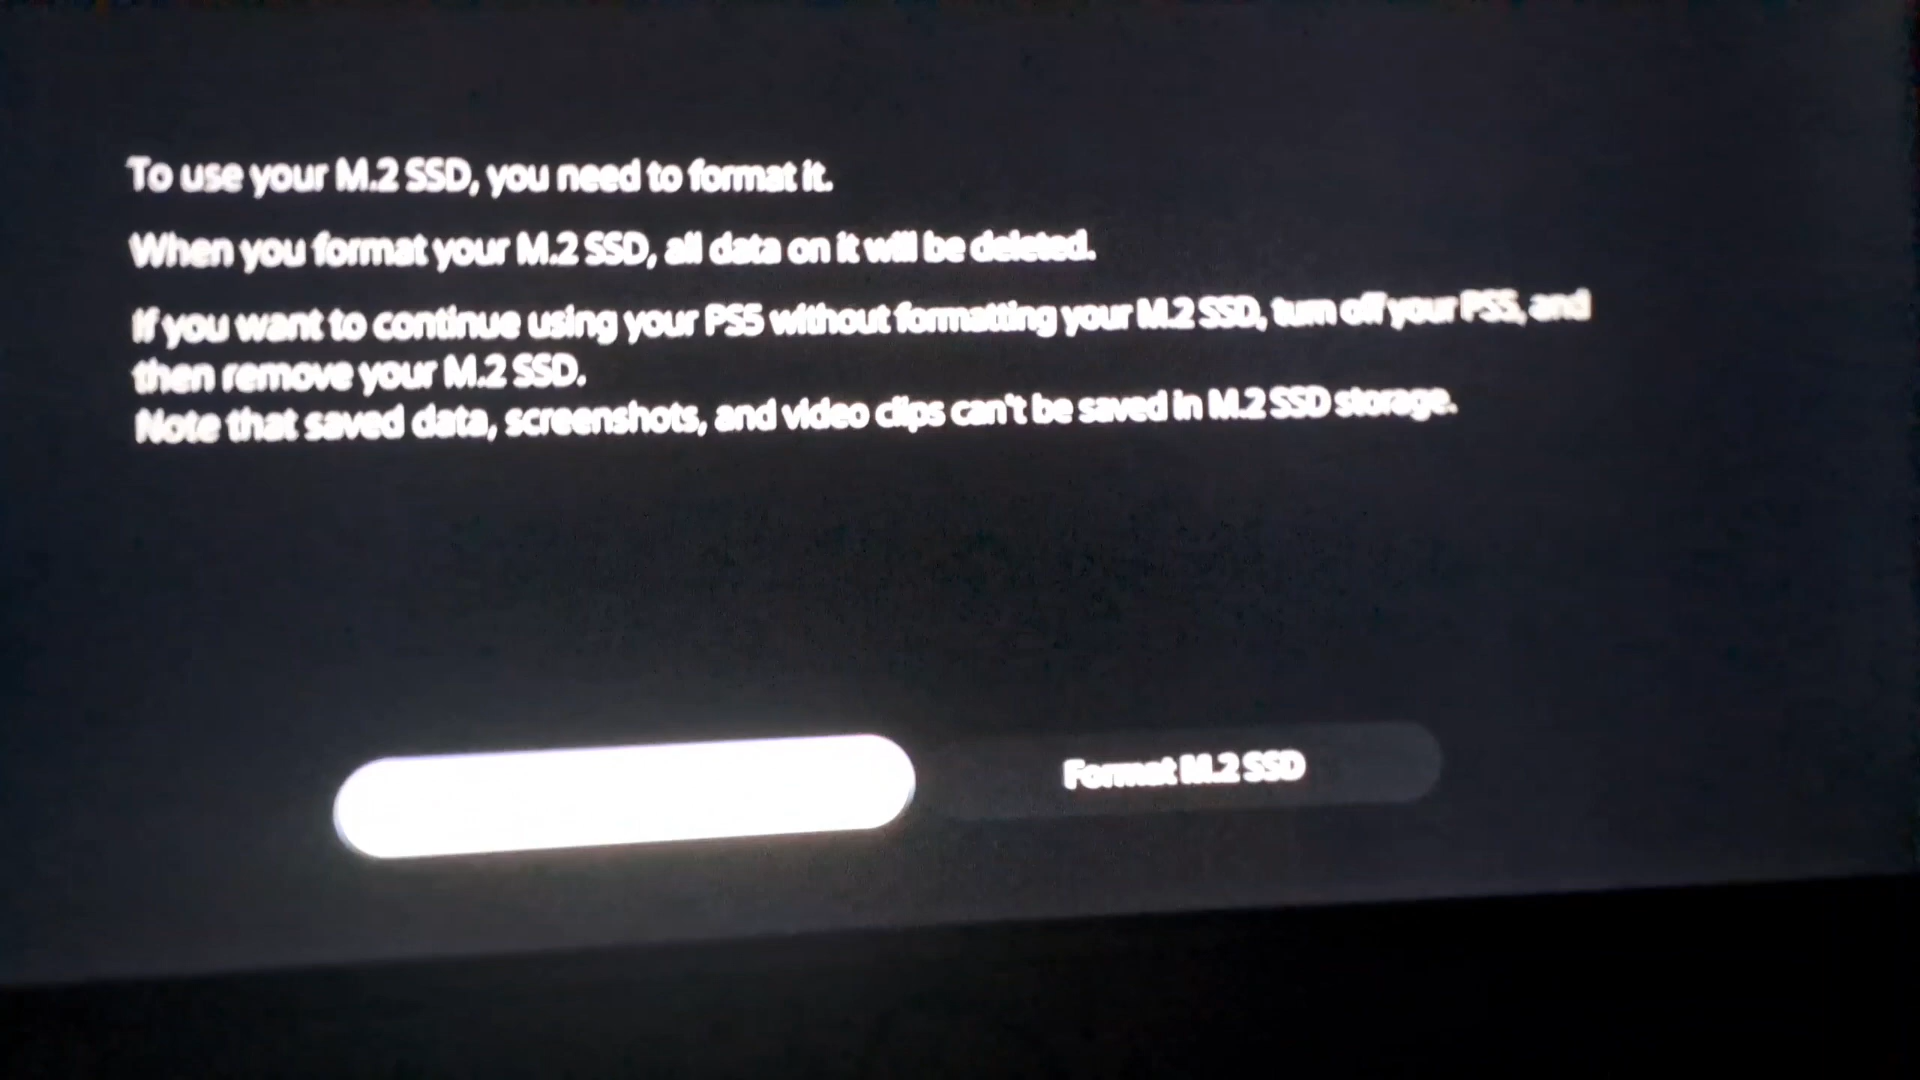 To use your M.2 SSD, you need to format it.
When you format your M.2 SSD, all data on it will be deleted.
If you want to continue using your PS5 without formatting your M.2 SSD, turn off your PS5, and
then remove your M.2 SSD.
Note that saved data, screenshots, and video clips can't be saved in M.2 SSD storage.
Format M.2 SSD